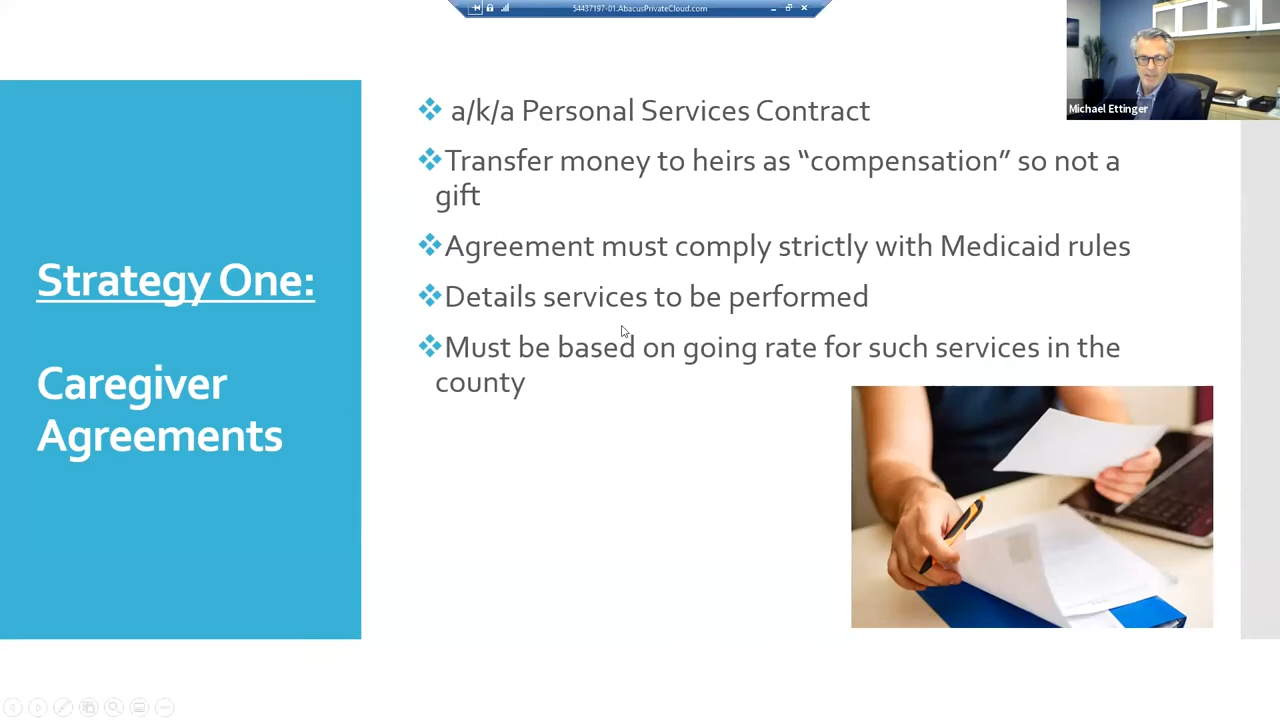 54437197-01.AbacusPrivateCloud.com
Michael Ettinger
Strategy One:
Caregiver
Agreements
a/k/a Personal Services Contract
Transfer money to heirs as “compensation” so not a
gift
Agreement must comply strictly with Medicaid rules
Details services to be performed
Must be based on going rate for such services in the
county